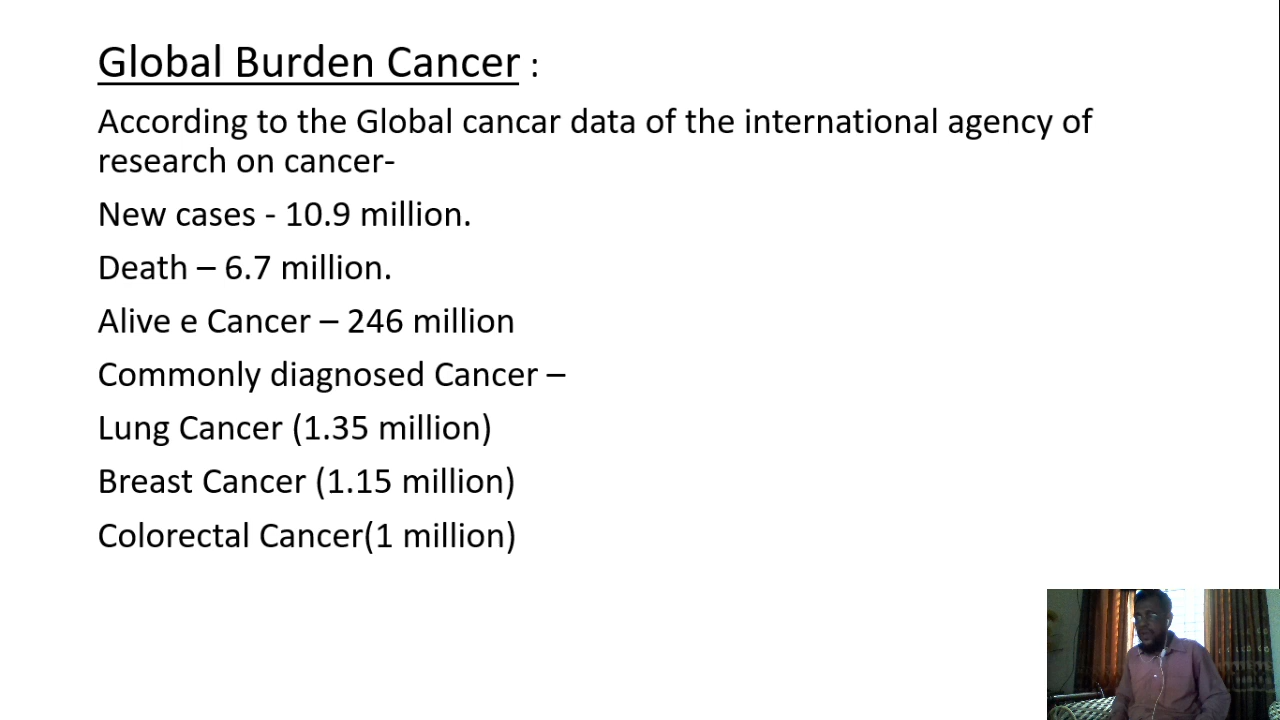 Global Burden Cancer :
According to the Global cancar data of the international agency of
research on cancer-
New cases - 10.9 million.
Death – 6.7 million.
Alive e Cancer – 246 million
Commonly diagnosed Cancer –
Lung Cancer (1.35 million)
Breast Cancer (1.15 million)
Colorectal Cancer(1 million)